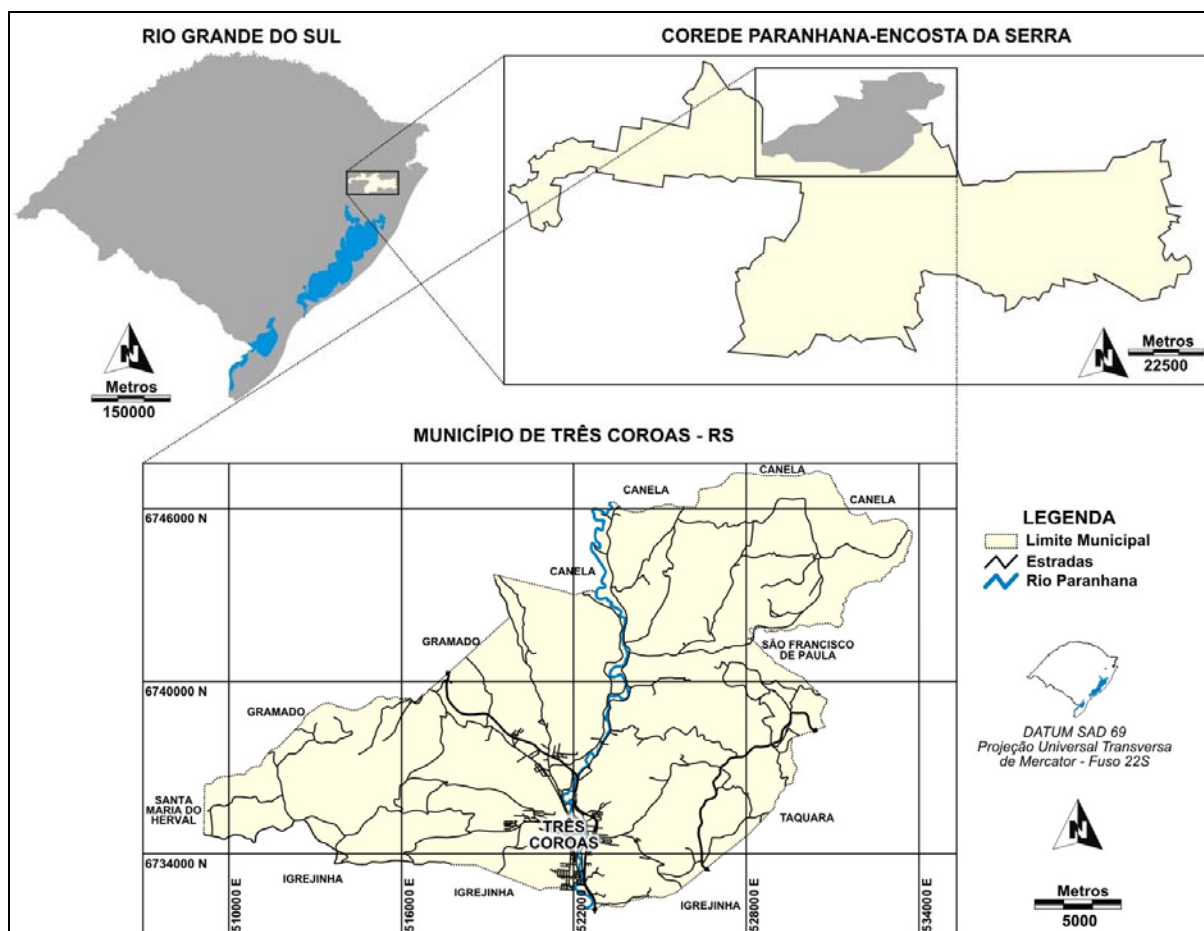 RIO GRANDE DO SUL
COREDE PARANHANA-ENCOSTA DA SERRA
N
Metros
150000
N
Metros
22500
MUNICÍPIO DE TRÊS COROAS - RS
CANELA
CANELA
CANELA
6746000 N
CANELA
GRAMADO
SÃO FRANCISCO
DE PAULA
6740000 N
GRAMADO
SANTA
MARIA DO
HERVAL
TRÊS
COROAS
TAQUARA
6734000 N
IGREJINHA
IGREJINHA
IGREJINHA
510000 E
516000 E
522000 E
528000 E
534000 E
LEGENDA
Limite Municipal
Estradas
Rio Paranhana
DATUM SAD 69
Projeção Universal Transversa
de Mercator - Fuso 22S
N
Metros
5000